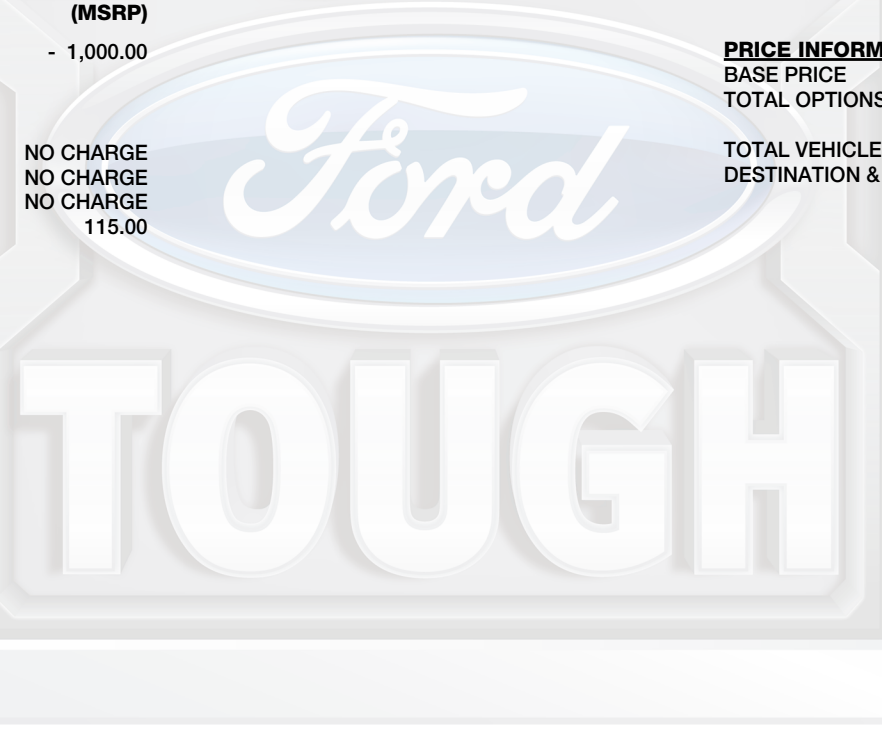 (MSRP)
- 1,000.00
NO CHARGE
NO CHARGE
NO CHARGE
115.00
PRICE INFORM
BASE PRICE
TOTAL OPTIONS
TOTAL VEHICLE
DESTINATION &
Ford
TOUGH